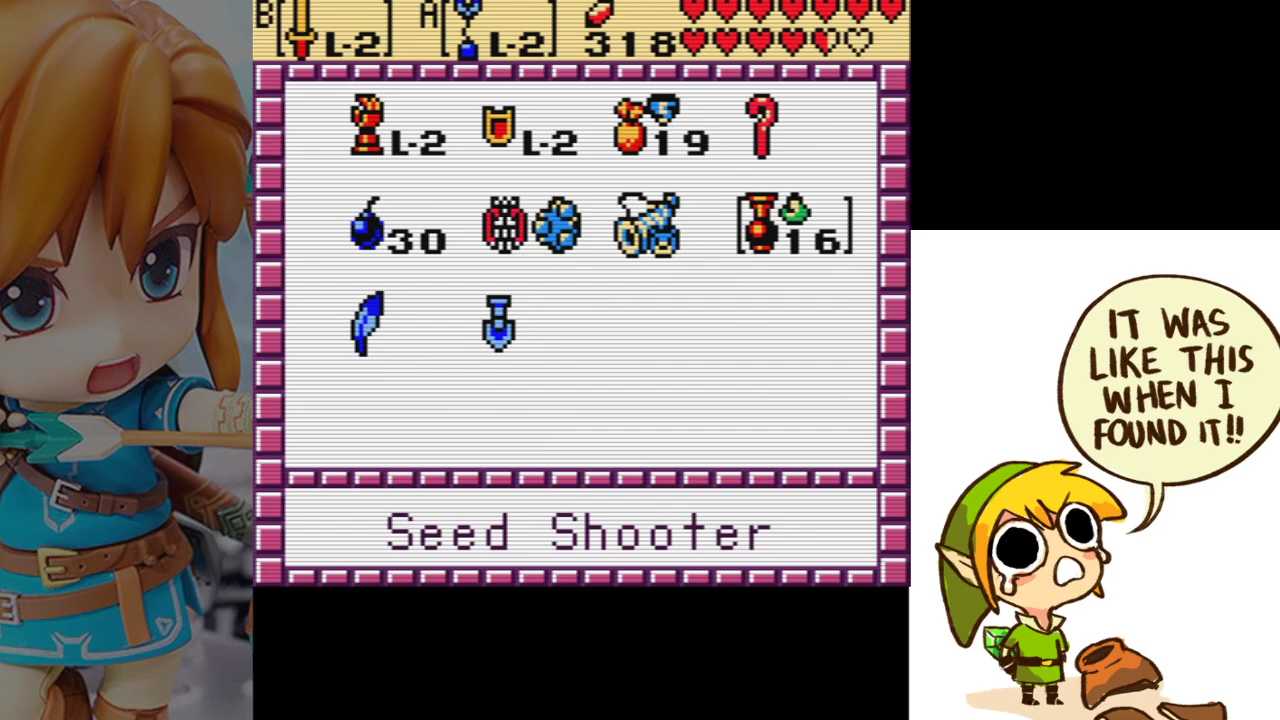 B[ L-2] A[ L-2] 318
L-2 L-2 19
30 [16]
Seed Shooter
IT WAS
LIKE THIS
WHEN I
FOUND IT!!